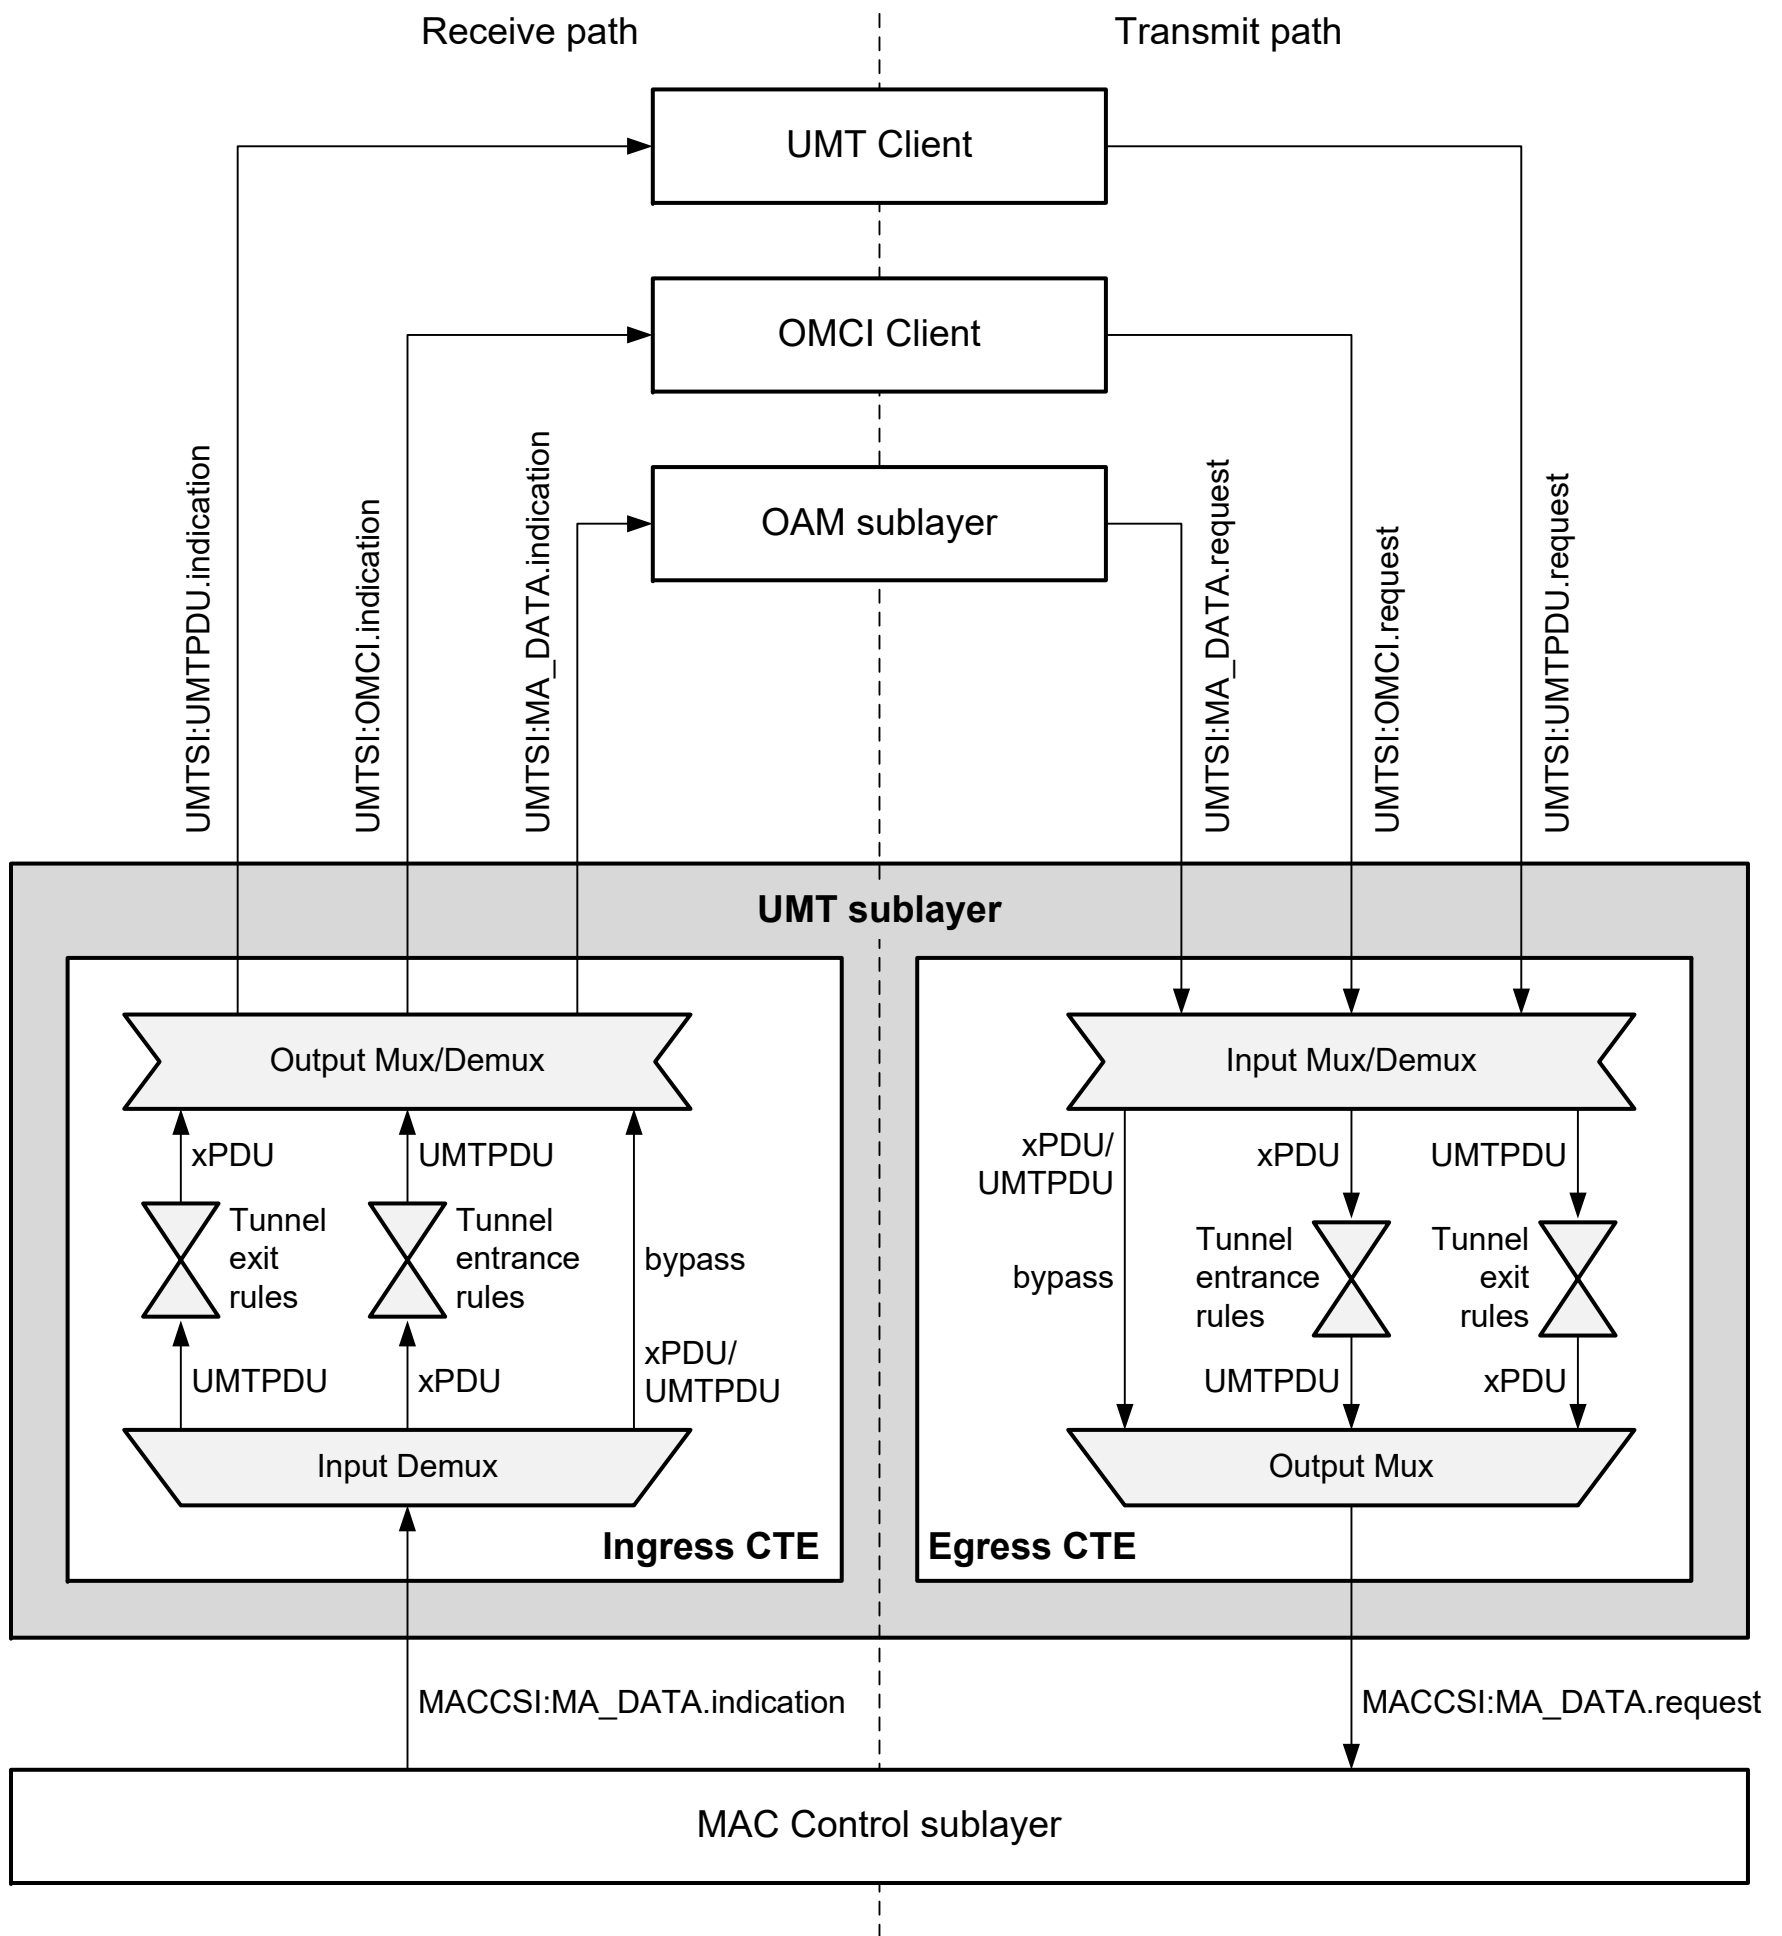 Receive path
Transmit path
UMT Client
OMCI Client
OAM sublayer
UMTSI:UMTPDU.indication
UMTSI:OMCI.indication
UMTSI:MA_DATA.indication
UMTSI:MA_DATA.request
UMTSI:OMCI.request
UMTSI:UMTPDU.request
UMT sublayer
Output Mux/Demux
xPDU
UMTPDU
Tunnel
exit
rules
Tunnel
entrance
rules
bypass
UMTPDU
xPDU
xPDU/
UMTPDU
Input Demux
Ingress CTE
Input Mux/Demux
xPDU/
UMTPDU
xPDU
UMTPDU
bypass
Tunnel
entrance
rules
Tunnel
exit
rules
UMTPDU
xPDU
Output Mux
Egress CTE
MACCSI:MA_DATA.indication
MACCSI:MA_DATA.request
MAC Control sublayer